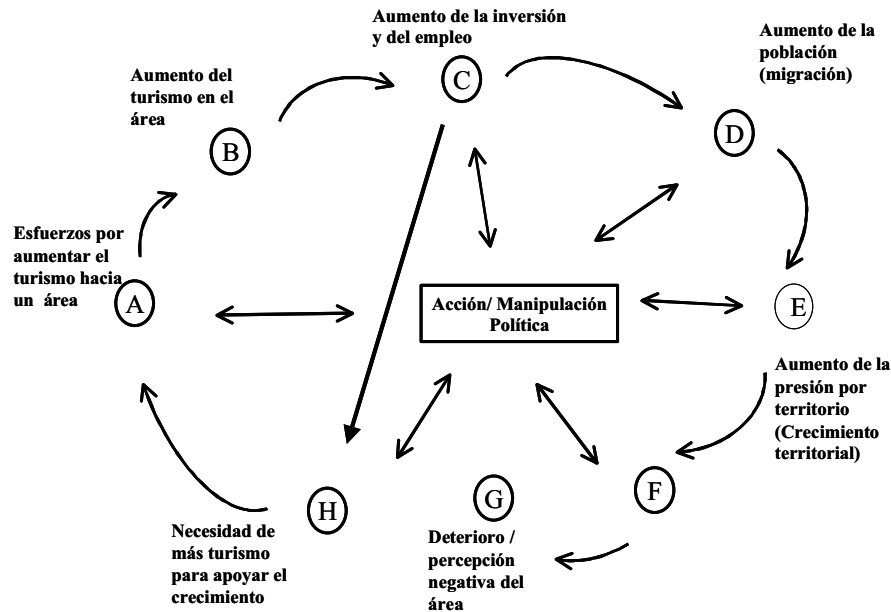 Aumento de la inversión
y del empleo
C
Aumento de la
población
(migración)
D
Aumento del
turismo en el
área
B
Esfuerzos por
aumentar el
turismo hacia
un área
A
Acción/ Manipulación
Política
E
Aumento de la
presión por
territorio
(Crecimiento
territorial)
F
G
Deterioro /
percepción
negativa del
área
H
Necesidad de
más turismo
para apoyar el
crecimiento